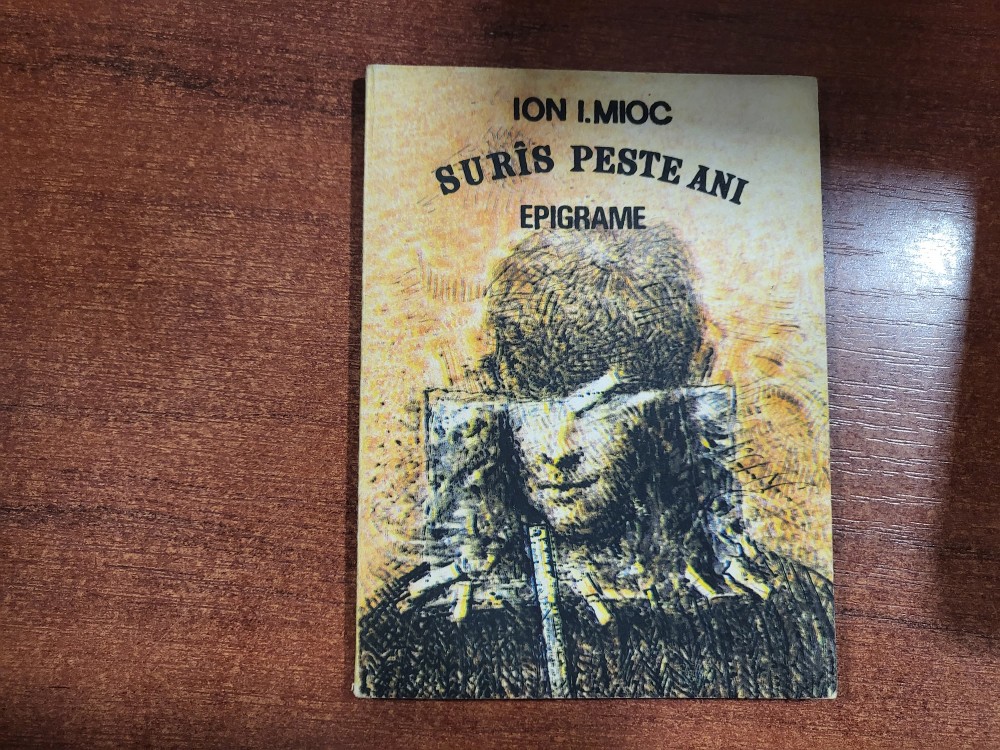 ION I.MIOC
SURÎS PESTE ANI
EPIGRAME